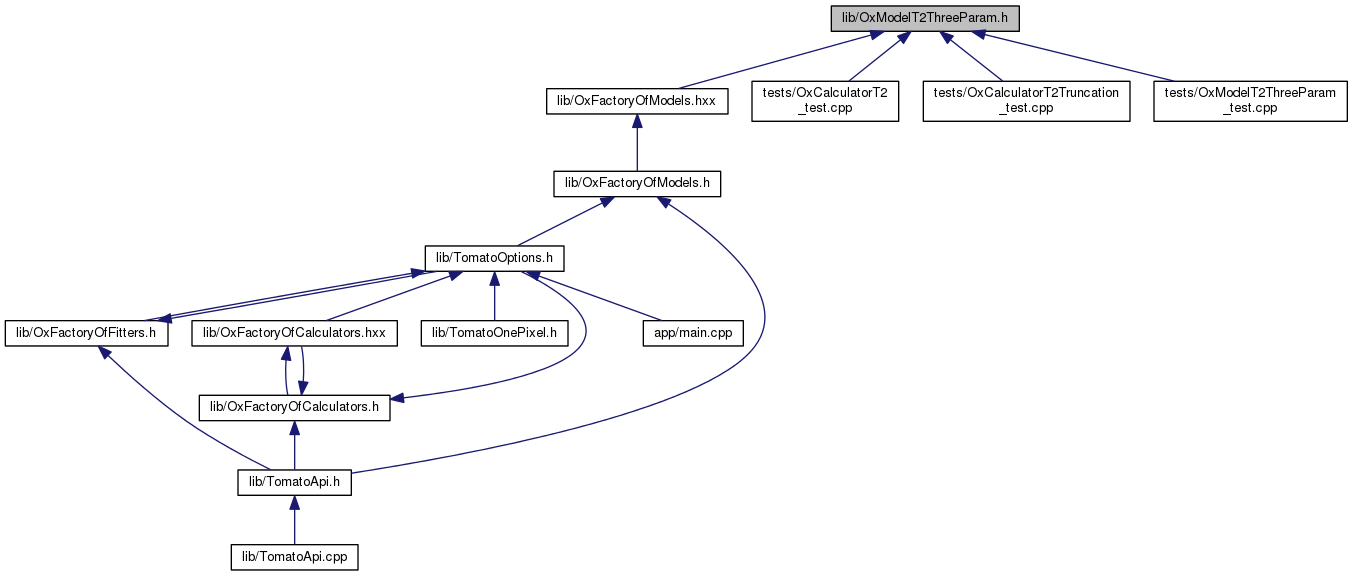 lib/OxModelT2ThreeParam.h
lib/OxFactoryOfModels.hxx
tests/OxCalculatorT2
_test.cpp
tests/OxCalculatorT2Truncation
_test.cpp
tests/OxModelT2ThreeParam
_test.cpp
lib/OxFactoryOfModels.h
lib/TomatoOptions.h
lib/OxFactoryOfFitters.h
lib/OxFactoryOfCalculators.hxx
lib/TomatoOnePixel.h
app/main.cpp
lib/OxFactoryOfCalculators.h
lib/TomatoApi.h
lib/TomatoApi.cpp